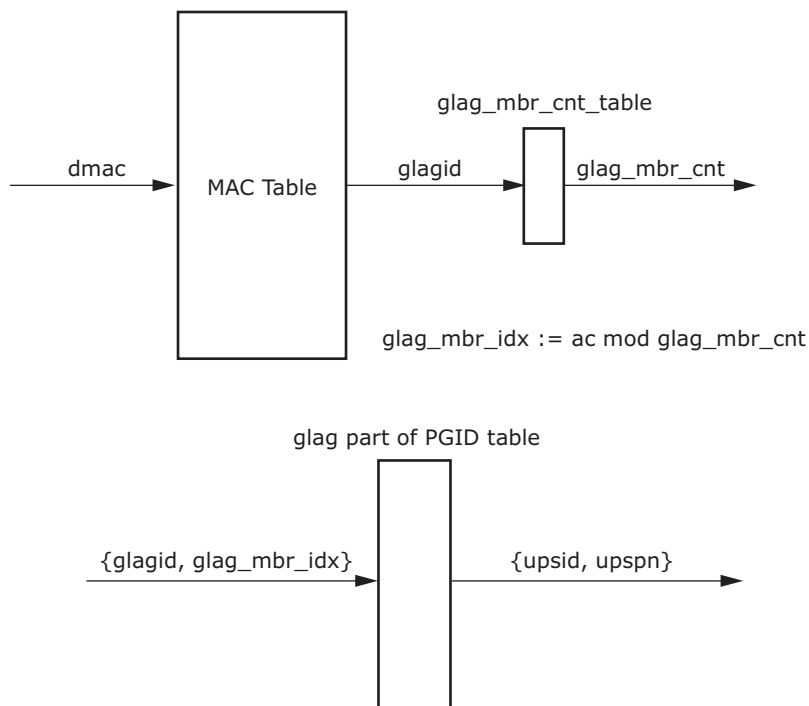 glag_mbr_cnt_table
dmac
MAC Table
glagid
glag_mbr_cnt
glag_mbr_idx := ac mod glag_mbr_cnt
glag part of PGID table
{glagid, glag_mbr_idx}
{upsid, upspn}